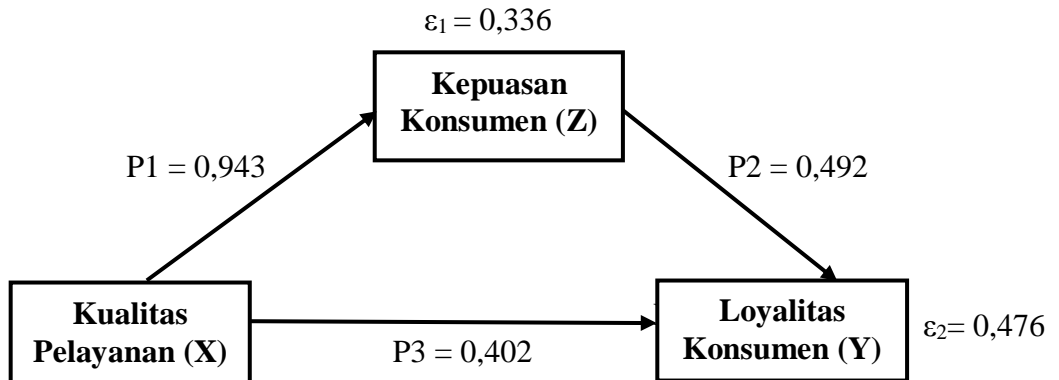 ε₁ = 0,336
Kepuasan
Konsumen (Z)
P1 = 0,943
P2 = 0,492
Kualitas
Pelayanan (X)
P3 = 0,402
Loyalitas
Konsumen (Y)
ε₂= 0,476